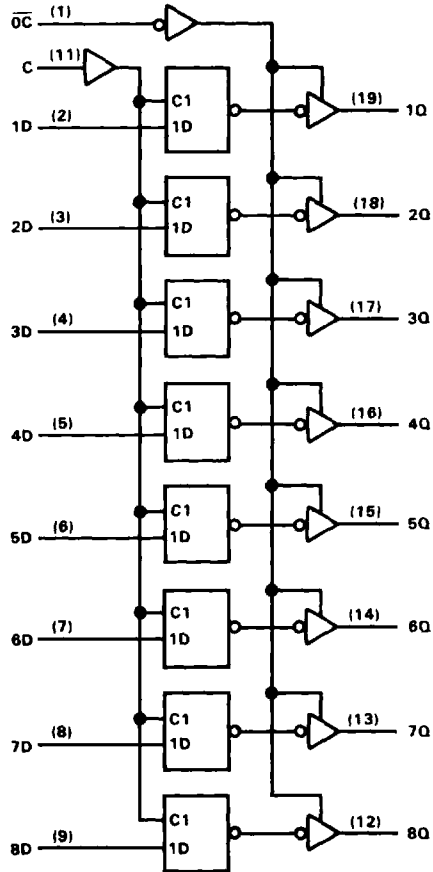 OC (1)
C (11)
C1 (19) 1Q
1D (2) 1D
C1 (18) 2Q
2D (3) 1D
C1 (17) 3Q
3D (4) 1D
C1 (16) 4Q
4D (5) 1D
C1 (15) 5Q
5D (6) 1D
C1 (14) 6Q
6D (7) 1D
C1 (13) 7Q
7D (8) 1D
C1 (12) 8Q
8D (9) 1D